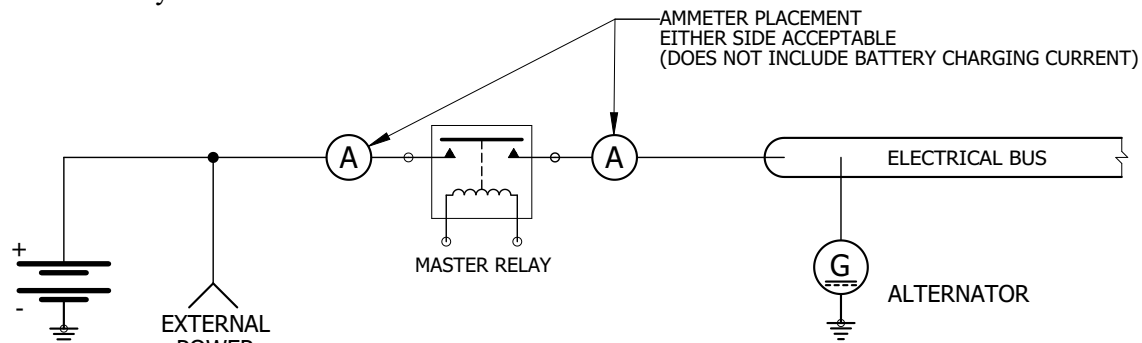 AMMETER PLACEMENT
EITHER SIDE ACCEPTABLE
(DOES NOT INCLUDE BATTERY CHARGING CURRENT)
A
A
ELECTRICAL BUS
+
-
MASTER RELAY
G
ALTERNATOR
EXTERNAL